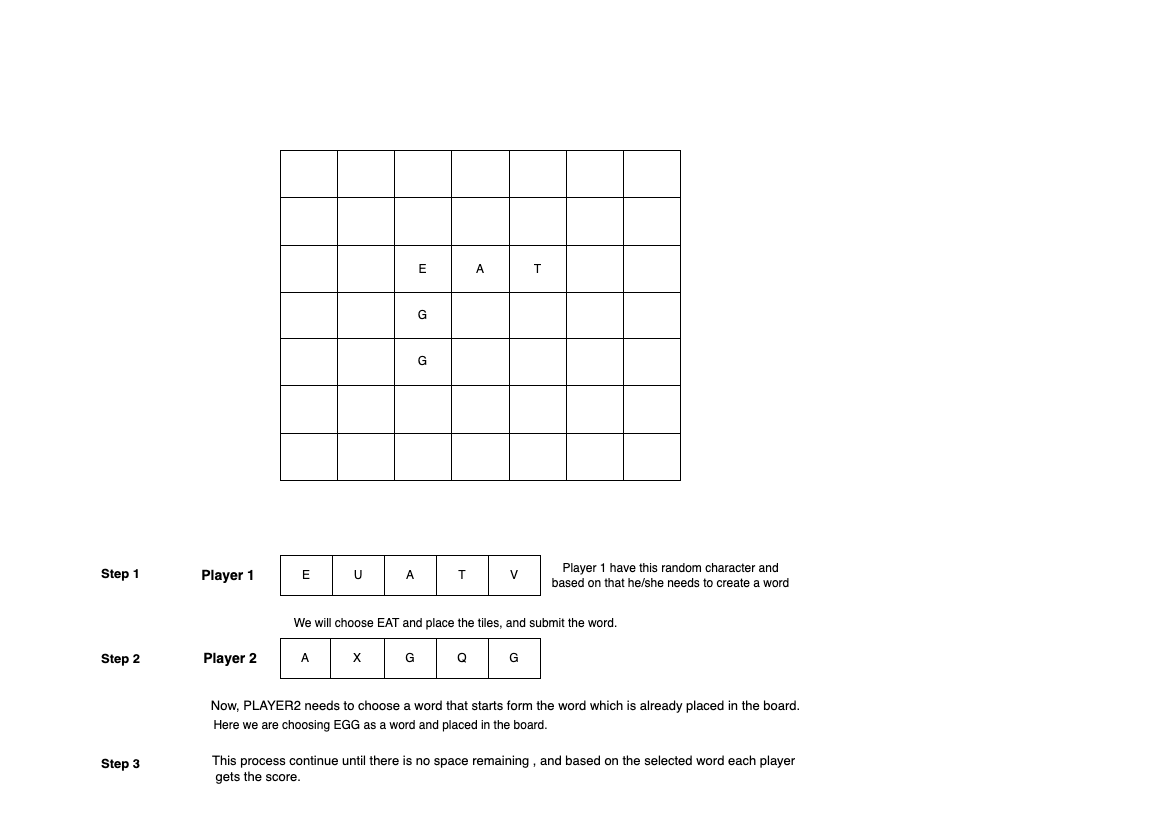 E A T
G
G
Step 1 Player 1 E U A T V Player 1 have this random character and
based on that he/she needs to create a word
We will choose EAT and place the tiles, and submit the word.
Step 2 Player 2 A X G Q G
Now, PLAYER2 needs to choose a word that starts form the word which is already placed in the board.
Here we are choosing EGG as a word and placed in the board.
Step 3 This process continue until there is no space remaining , and based on the selected word each player
gets the score.